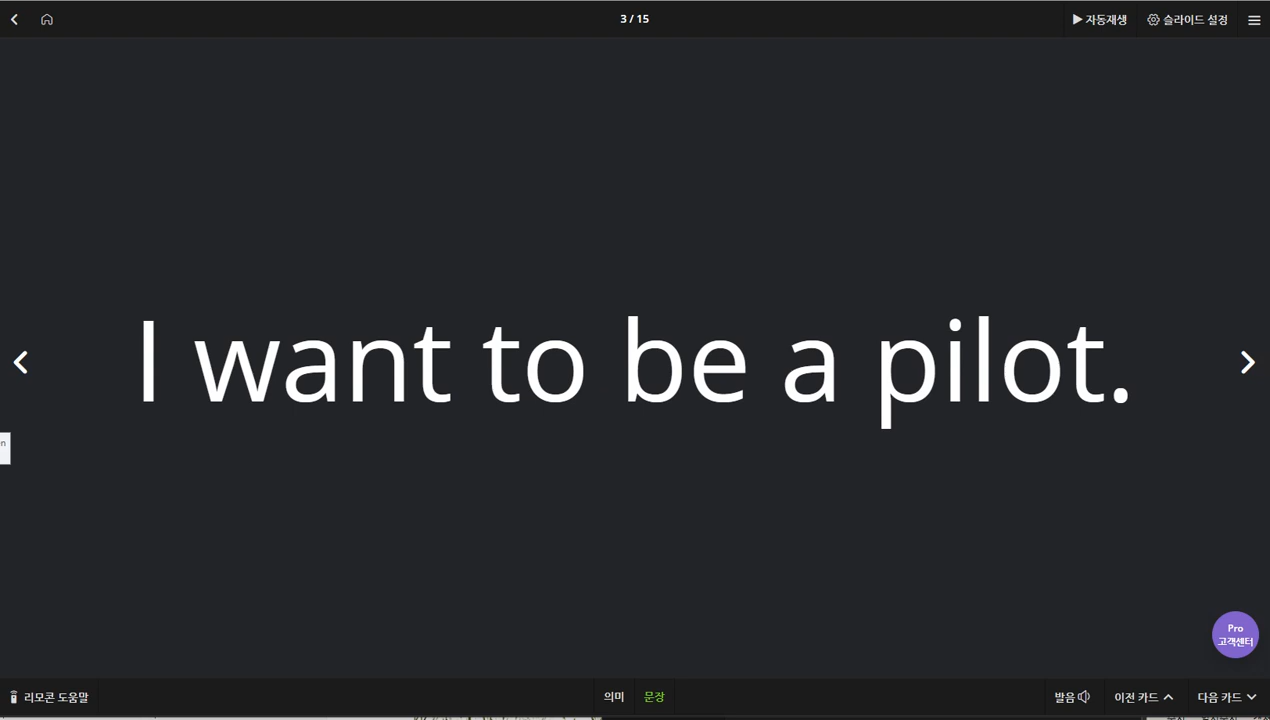 3 / 15
자동재생
슬라이드 설정
I want to be a pilot.
Pro
고객센터
리모콘 도움말
의미
문장
발음
이전 카드
다음 카드